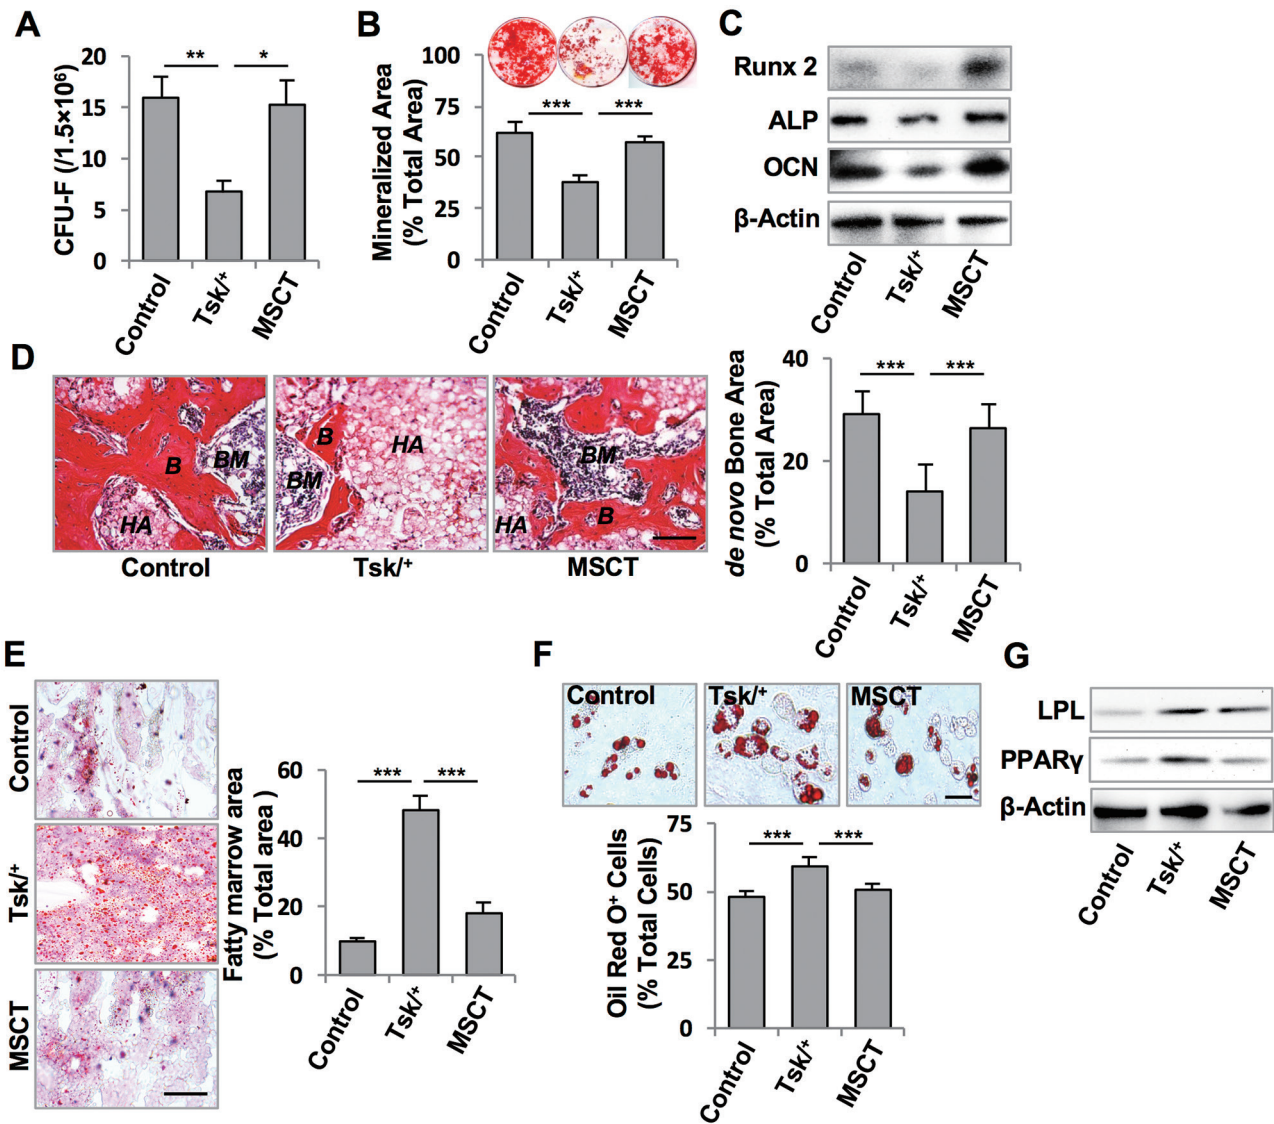 A
CFU-F (/1.5×10⁶)
20
15
10
5
0
** *
Control
Tsk/⁺
MSCT
B
Mineralized Area
(% Total Area)
100
75
50
25
0
*** ***
Control
Tsk/⁺
MSCT
C
Runx 2
ALP
OCN
β-Actin
Control
Tsk/⁺
MSCT
D
B
BM
HA
Control
B
BM
HA
Tsk/⁺
BM
HA
B
MSCT
de novo Bone Area
(% Total Area)
40
20
0
*** ***
Control
Tsk/⁺
MSCT
E
Control
Tsk/⁺
MSCT
Fatty marrow area
(% Total area )
60
40
20
0
*** ***
Control
Tsk/⁺
MSCT
F
Control
Tsk/⁺
MSCT
Oil Red O⁺ Cells
(% Total Cells)
75
50
25
0
*** ***
Control
Tsk/⁺
MSCT
G
LPL
PPARγ
β-Actin
Control
Tsk/⁺
MSCT